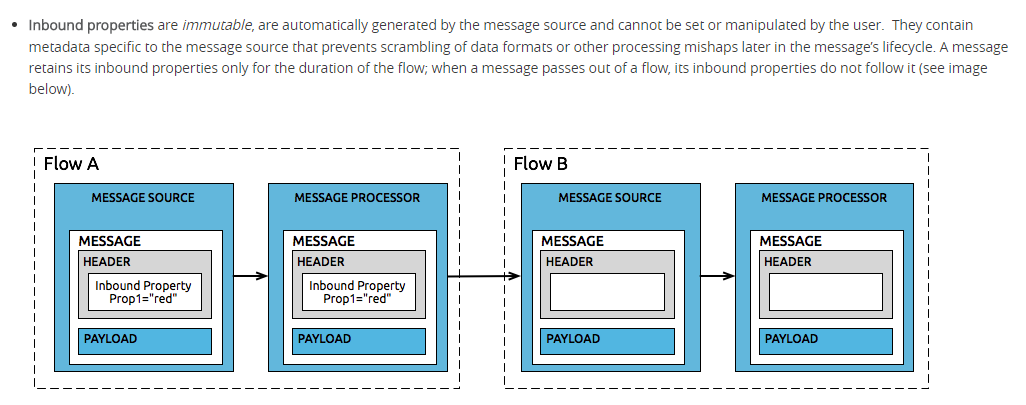 • Inbound properties are immutable, are automatically generated by the message source and cannot be set or manipulated by the user. They contain
metadata specific to the message source that prevents scrambling of data formats or other processing mishaps later in the message's lifecycle. A message
retains its inbound properties only for the duration of the flow; when a message passes out of a flow, its inbound properties do not follow it (see image
below).
Flow A
MESSAGE SOURCE
MESSAGE
HEADER
Inbound Property
Prop1="red"
PAYLOAD
MESSAGE PROCESSOR
MESSAGE
HEADER
Inbound Property
Prop1="red"
PAYLOAD
Flow B
MESSAGE SOURCE
MESSAGE
HEADER
PAYLOAD
MESSAGE PROCESSOR
MESSAGE
HEADER
PAYLOAD